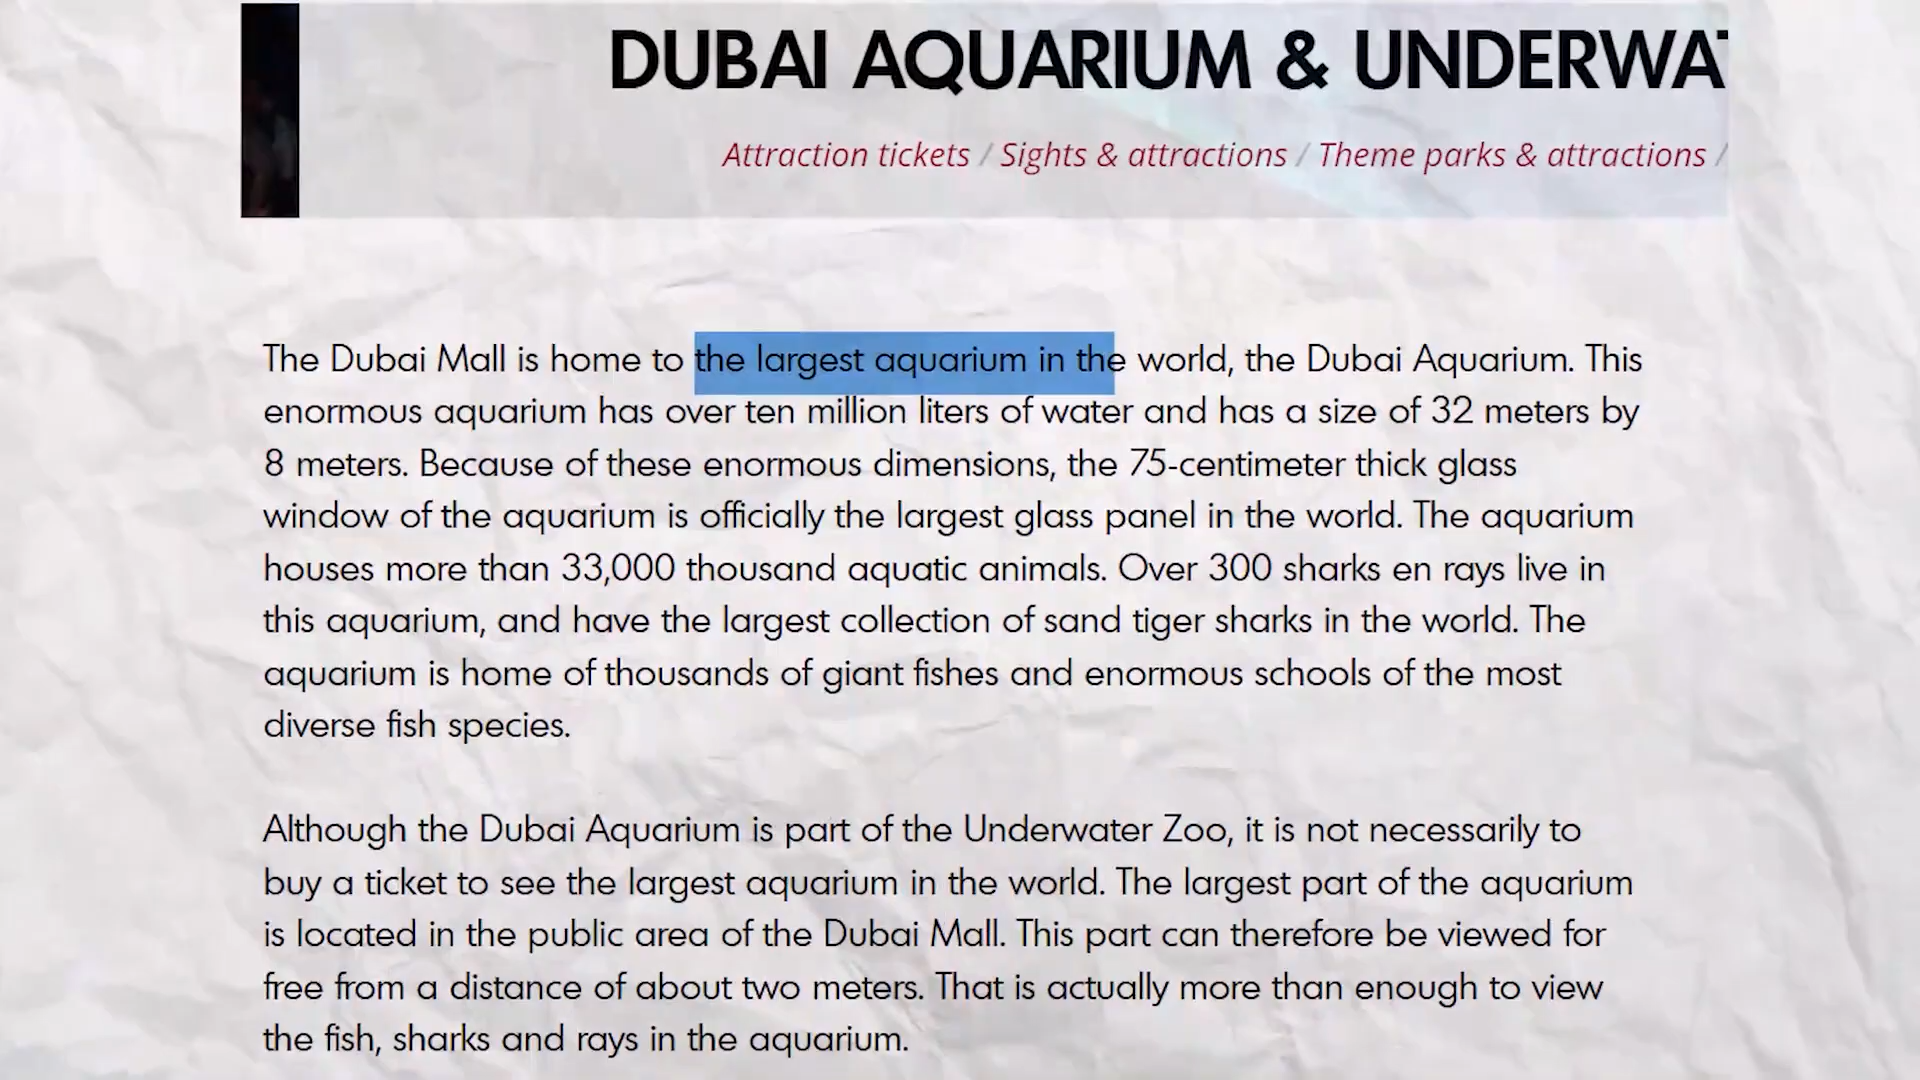 DUBAI AQUARIUM & UNDERWAT
Attraction tickets / Sights & attractions / Theme parks & attractions /
The Dubai Mall is home to the largest aquarium in the world, the Dubai Aquarium. This
enormous aquarium has over ten million liters of water and has a size of 32 meters by
8 meters. Because of these enormous dimensions, the 75-centimeter thick glass
window of the aquarium is officially the largest glass panel in the world. The aquarium
houses more than 33,000 thousand aquatic animals. Over 300 sharks en rays live in
this aquarium, and have the largest collection of sand tiger sharks in the world. The
aquarium is home of thousands of giant fishes and enormous schools of the most
diverse fish species.
Although the Dubai Aquarium is part of the Underwater Zoo, it is not necessarily to
buy a ticket to see the largest aquarium in the world. The largest part of the aquarium
is located in the public area of the Dubai Mall. This part can therefore be viewed for
free from a distance of about two meters. That is actually more than enough to view
the fish, sharks and rays in the aquarium.